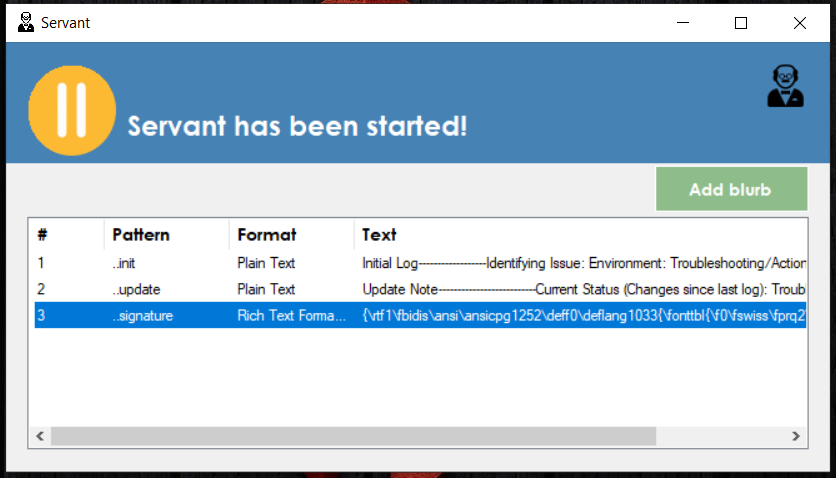 Servant
Servant has been started!
Add blurb
# Pattern Format Text
1 ..init Plain Text Initial Log------------------Identifying Issue: Environment: Troubleshooting/Action
2 ..update Plain Text Update Note--------------------------Current Status (Changes since last log): Troubl
3 ..signature Rich Text Forma... {\rtf1\fbidis\ansi\ansicpg1252\deff0\deflang1033{\fonttbl{\f0\fswiss\fprq2\